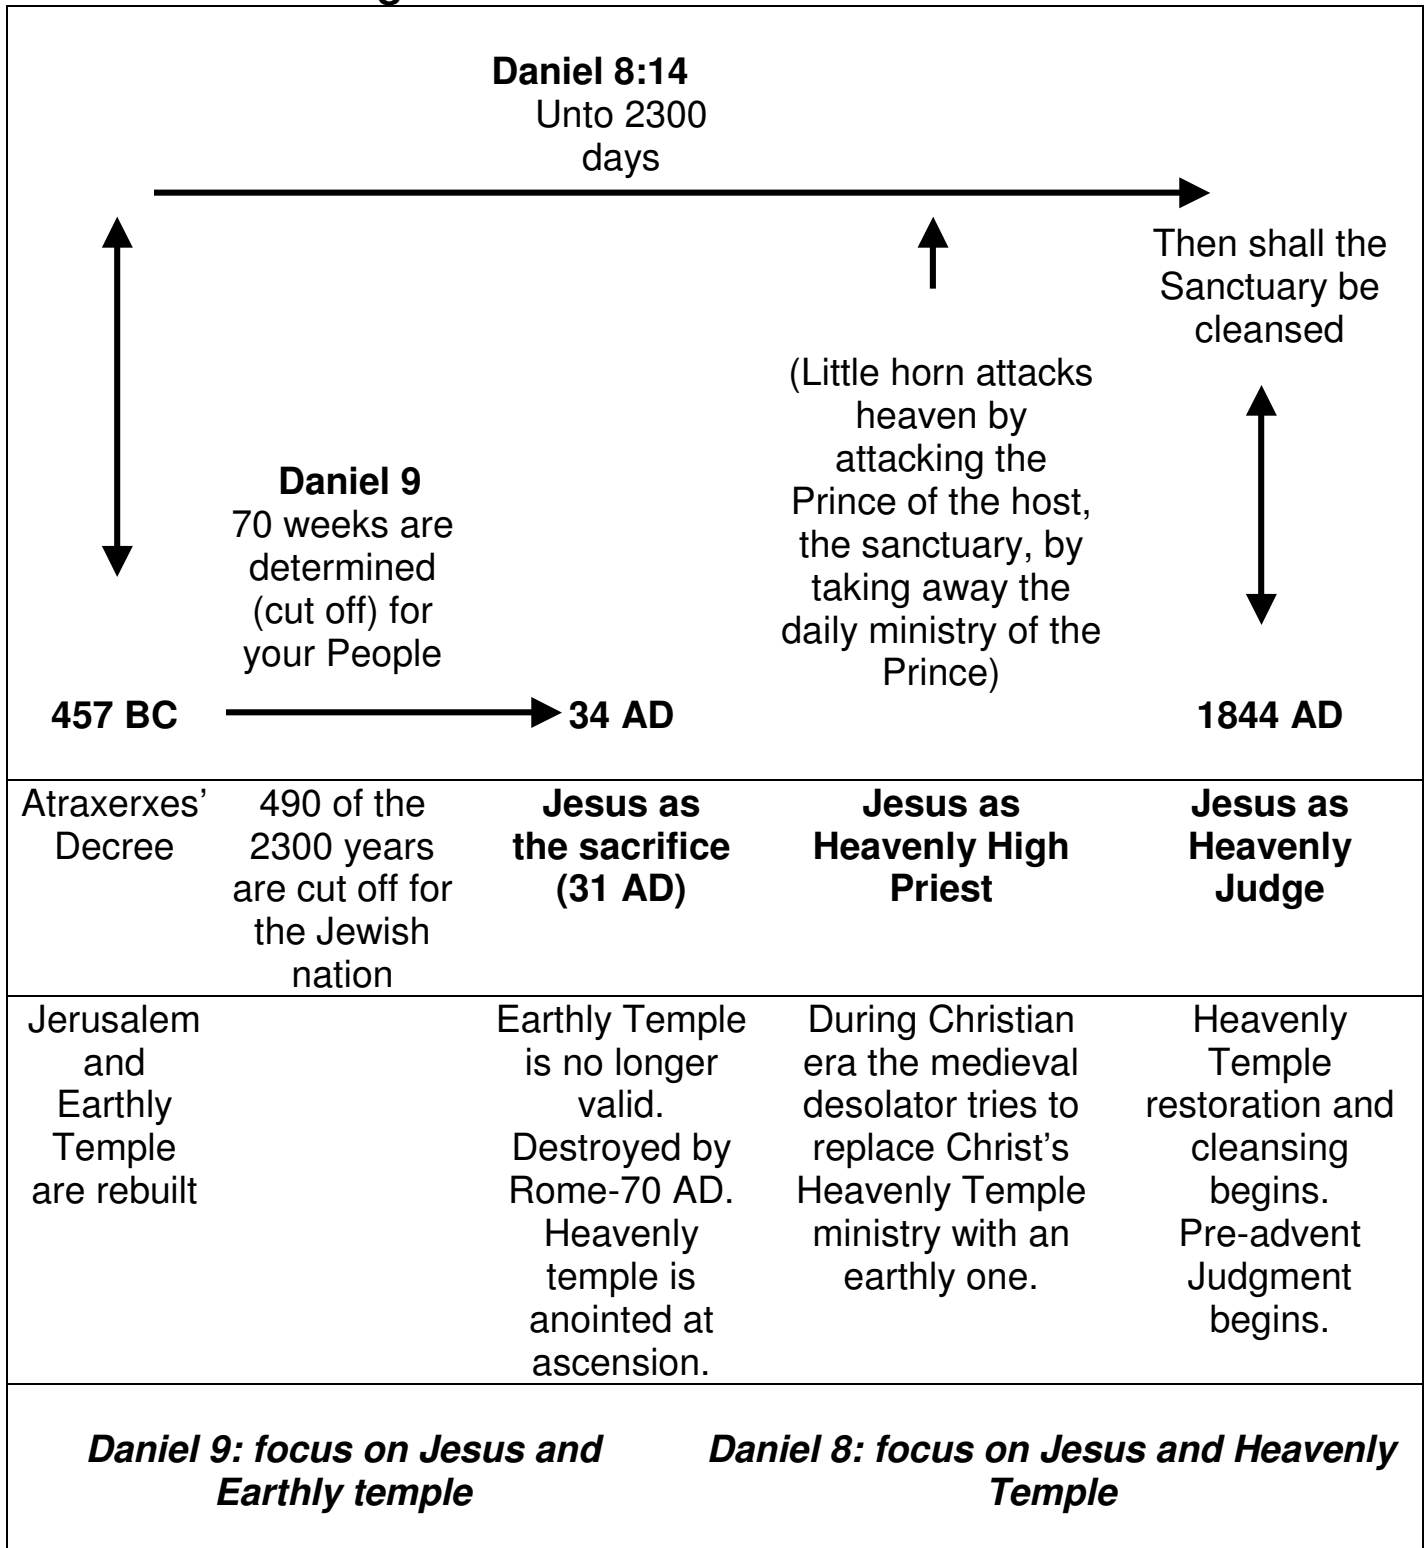 Daniel 8:14
Unto 2300
days
Then shall the
Sanctuary be
cleansed
(Little horn attacks
heaven by
attacking the
Prince of the host,
the sanctuary, by
taking away the
daily ministry of the
Prince)
Daniel 9
70 weeks are
determined
(cut off) for
your People
457 BC
34 AD
1844 AD
Atraxerxes'
Decree
490 of the
2300 years
are cut off for
the Jewish
nation
Jesus as
the sacrifice
(31 AD)
Jesus as
Heavenly High
Priest
Jesus as
Heavenly
Judge
Jerusalem
and
Earthly
Temple
are rebuilt
Earthly Temple
is no longer
valid.
Destroyed by
Rome-70 AD.
Heavenly
temple is
anointed at
ascension.
During Christian
era the medieval
desolator tries to
replace Christ's
Heavenly Temple
ministry with an
earthly one.
Heavenly
Temple
restoration and
cleansing
begins.
Pre-advent
Judgment
begins.
Daniel 9: focus on Jesus and
Earthly temple
Daniel 8: focus on Jesus and Heavenly
Temple